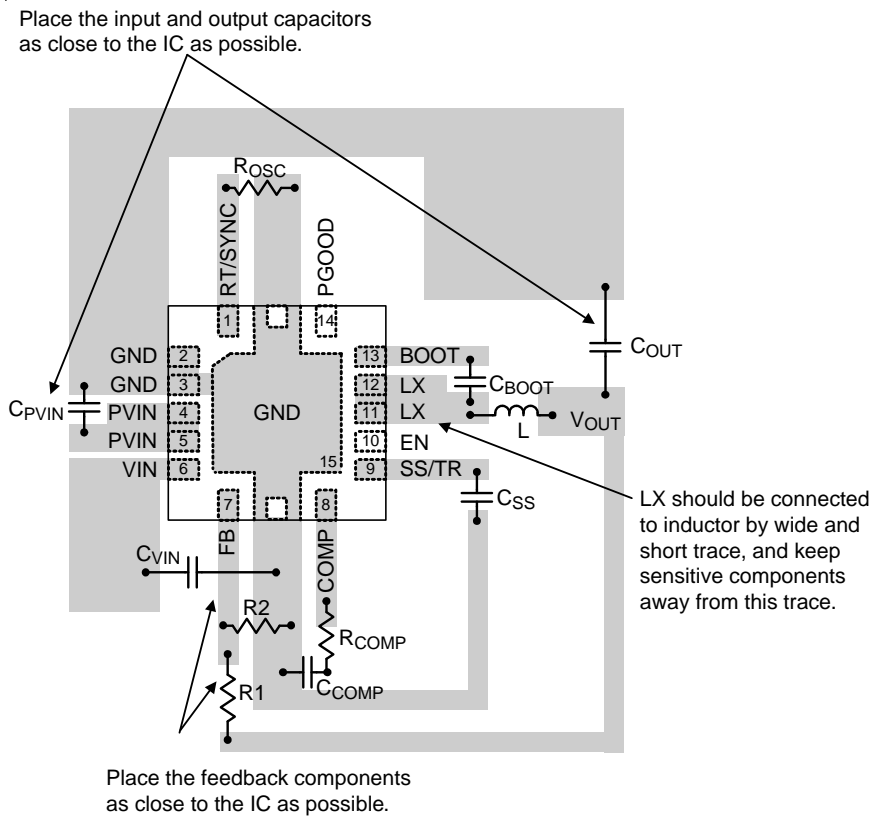 Place the input and output capacitors
as close to the IC as possible.
ROSC
RT/SYNC
PGOOD
1
14
GND 2
13 BOOT
GND 3
12 LX
CPVIN
PVIN 4
GND
11 LX
PVIN 5
10 EN
VIN 6
15
9 SS/TR
7
8
FB
COMP
COUT
CBOOT
L
VOUT
CSS
LX should be connected
to inductor by wide and
short trace, and keep
sensitive components
away from this trace.
CVIN
R2
RCOMP
CCOMP
R1
Place the feedback components
as close to the IC as possible.